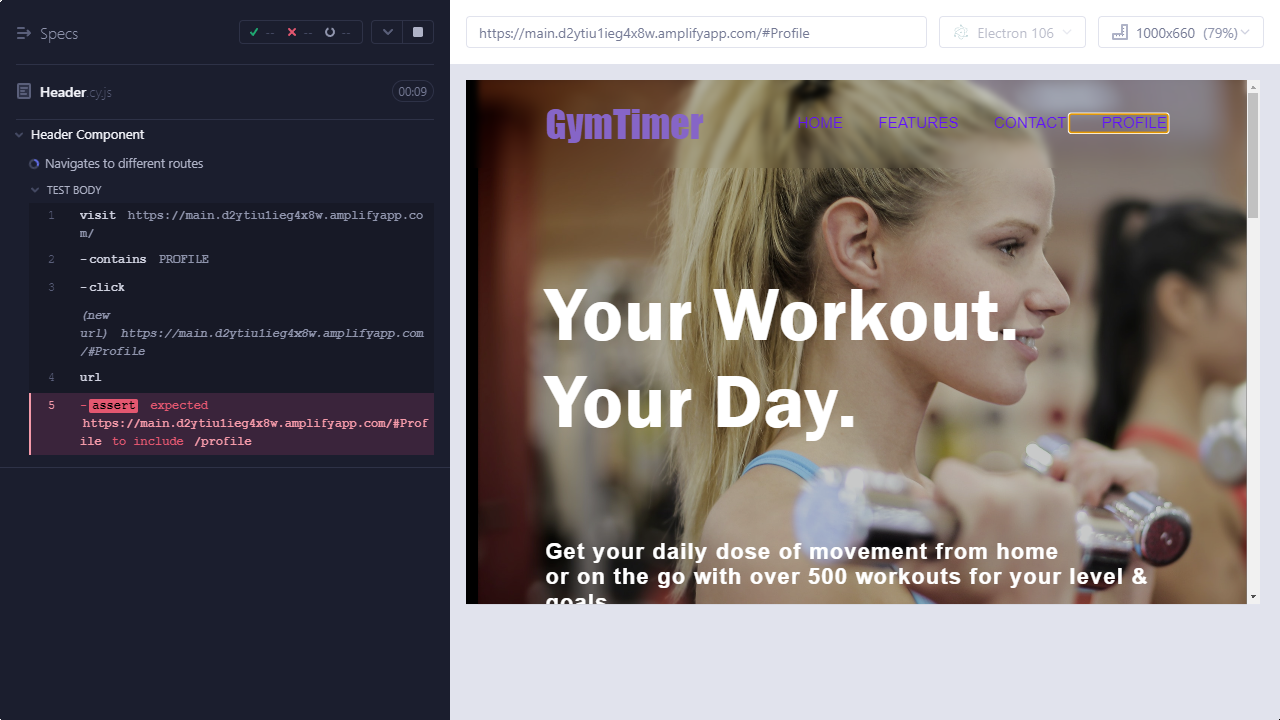 Specs
-- -- --
Header.cy.js
00:09
Header Component
Navigates to different routes
TEST BODY
1 visit https://main.d2ytiu1ieg4x8w.amplifyapp.co
m/
2 -contains PROFILE
3 -click
(new
url) https://main.d2ytiu1ieg4x8w.amplifyapp.com
/#Profile
4 url
5 -assert expected
https://main.d2ytiu1ieg4x8w.amplifyapp.com/#Prof
ile to include /profile
https://main.d2ytiu1ieg4x8w.amplifyapp.com/#Profile
Electron 106
1000x660 (79%)
GymTimer
HOME FEATURES CONTACT PROFILE
Your Workout.
Your Day.
Get your daily dose of movement from home
or on the go with over 500 workouts for your level &
goals